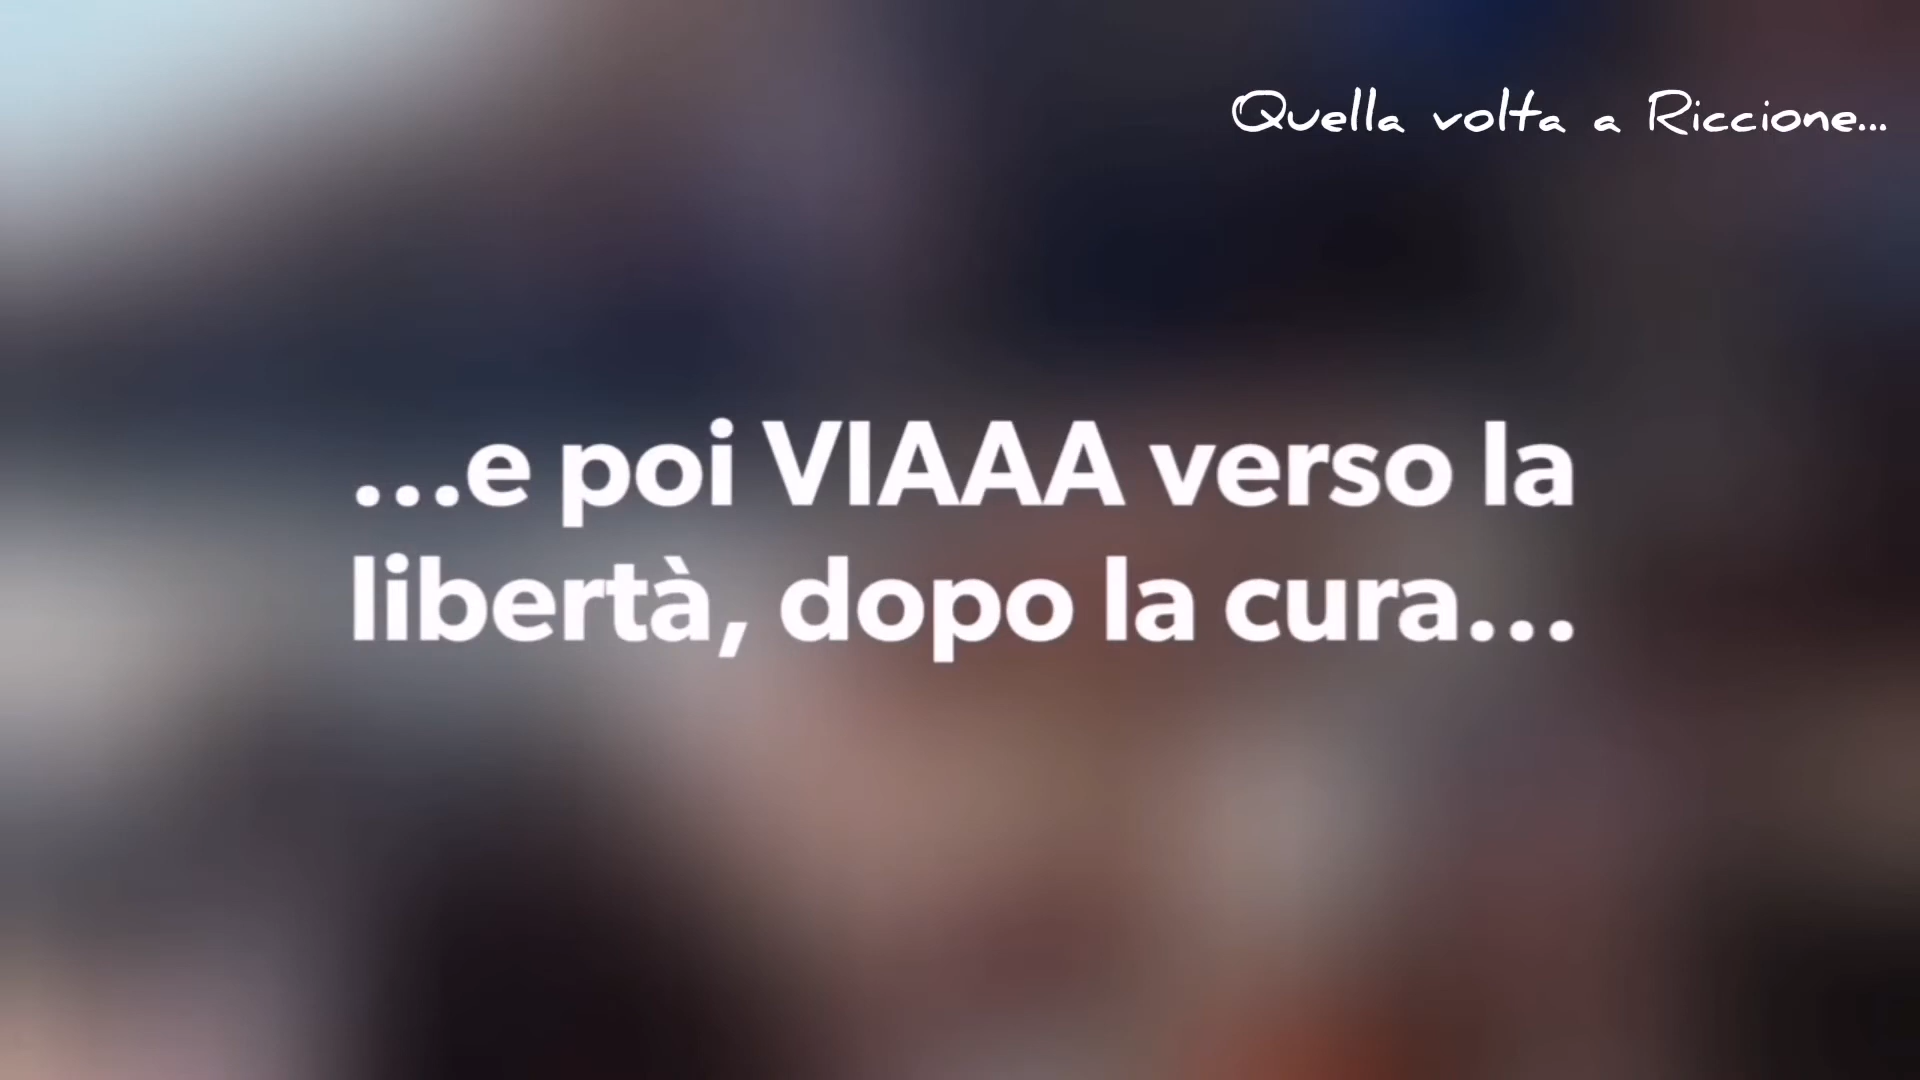 Quella volta a Riccione...
...e poi VIAAA verso la
libertà, dopo la cura...